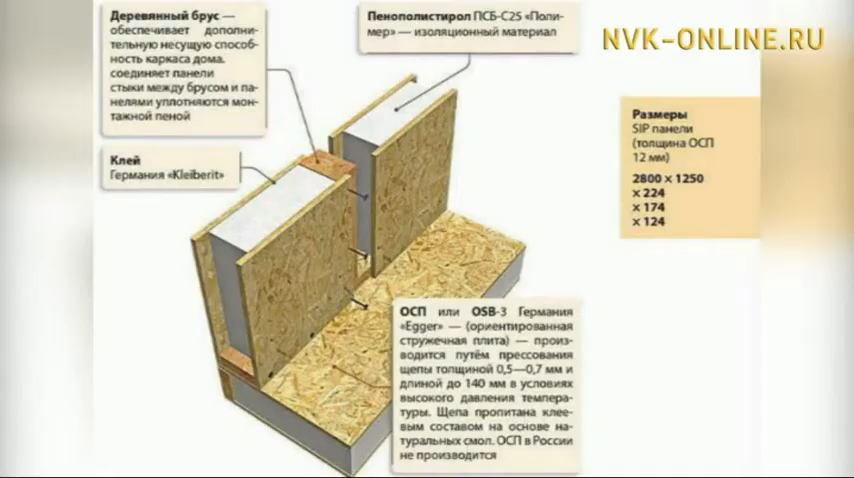 Деревянный брус —
обеспечивает дополни-
тельную несущую способ-
ность каркаса дома.
соединяет панели
стыки между брусом и па-
нелями уплотняются мон-
тажной пеной
Пенополистирол ПСБ-С25 «Поли-
мер» — изоляционный материал
NVK-ONLINE.RU
Клей
Германия «Kleiberit»
Размеры
SIP панели
(толщина ОСП
12 мм)
2800 × 1250
× 224
× 174
× 124
ОСП или OSB-3 Германия
«Egger» — (ориентированная
стружечная плита) — произ-
водится путём прессования
щепы толщиной 0,5—0,7 мм и
длиной до 140 мм в условиях
высокого давления темпера-
туры. Щепа пропитана клее-
вым составом на основе на-
туральных смол. ОСП в России
не производится